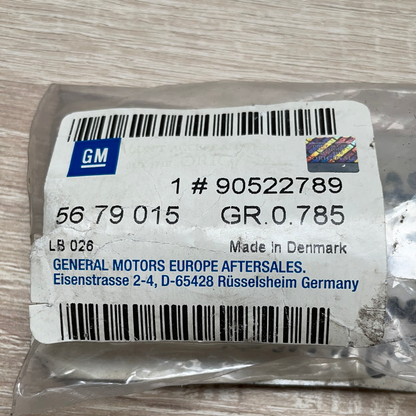 GM
1 # 90522789
56 79 015 GR.0.785
LB 026 Made in Denmark
GENERAL MOTORS EUROPE AFTERSALES.
Eisenstrasse 2-4, D-65428 Rüsselsheim Germany